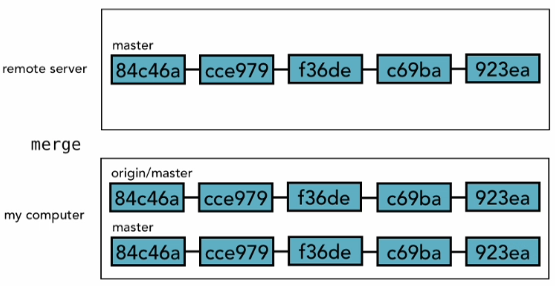 master
remote server
84c46a cce979 f36de c69ba 923ea
merge
origin/master
84c46a cce979 f36de c69ba 923ea
my computer
master
84c46a cce979 f36de c69ba 923ea